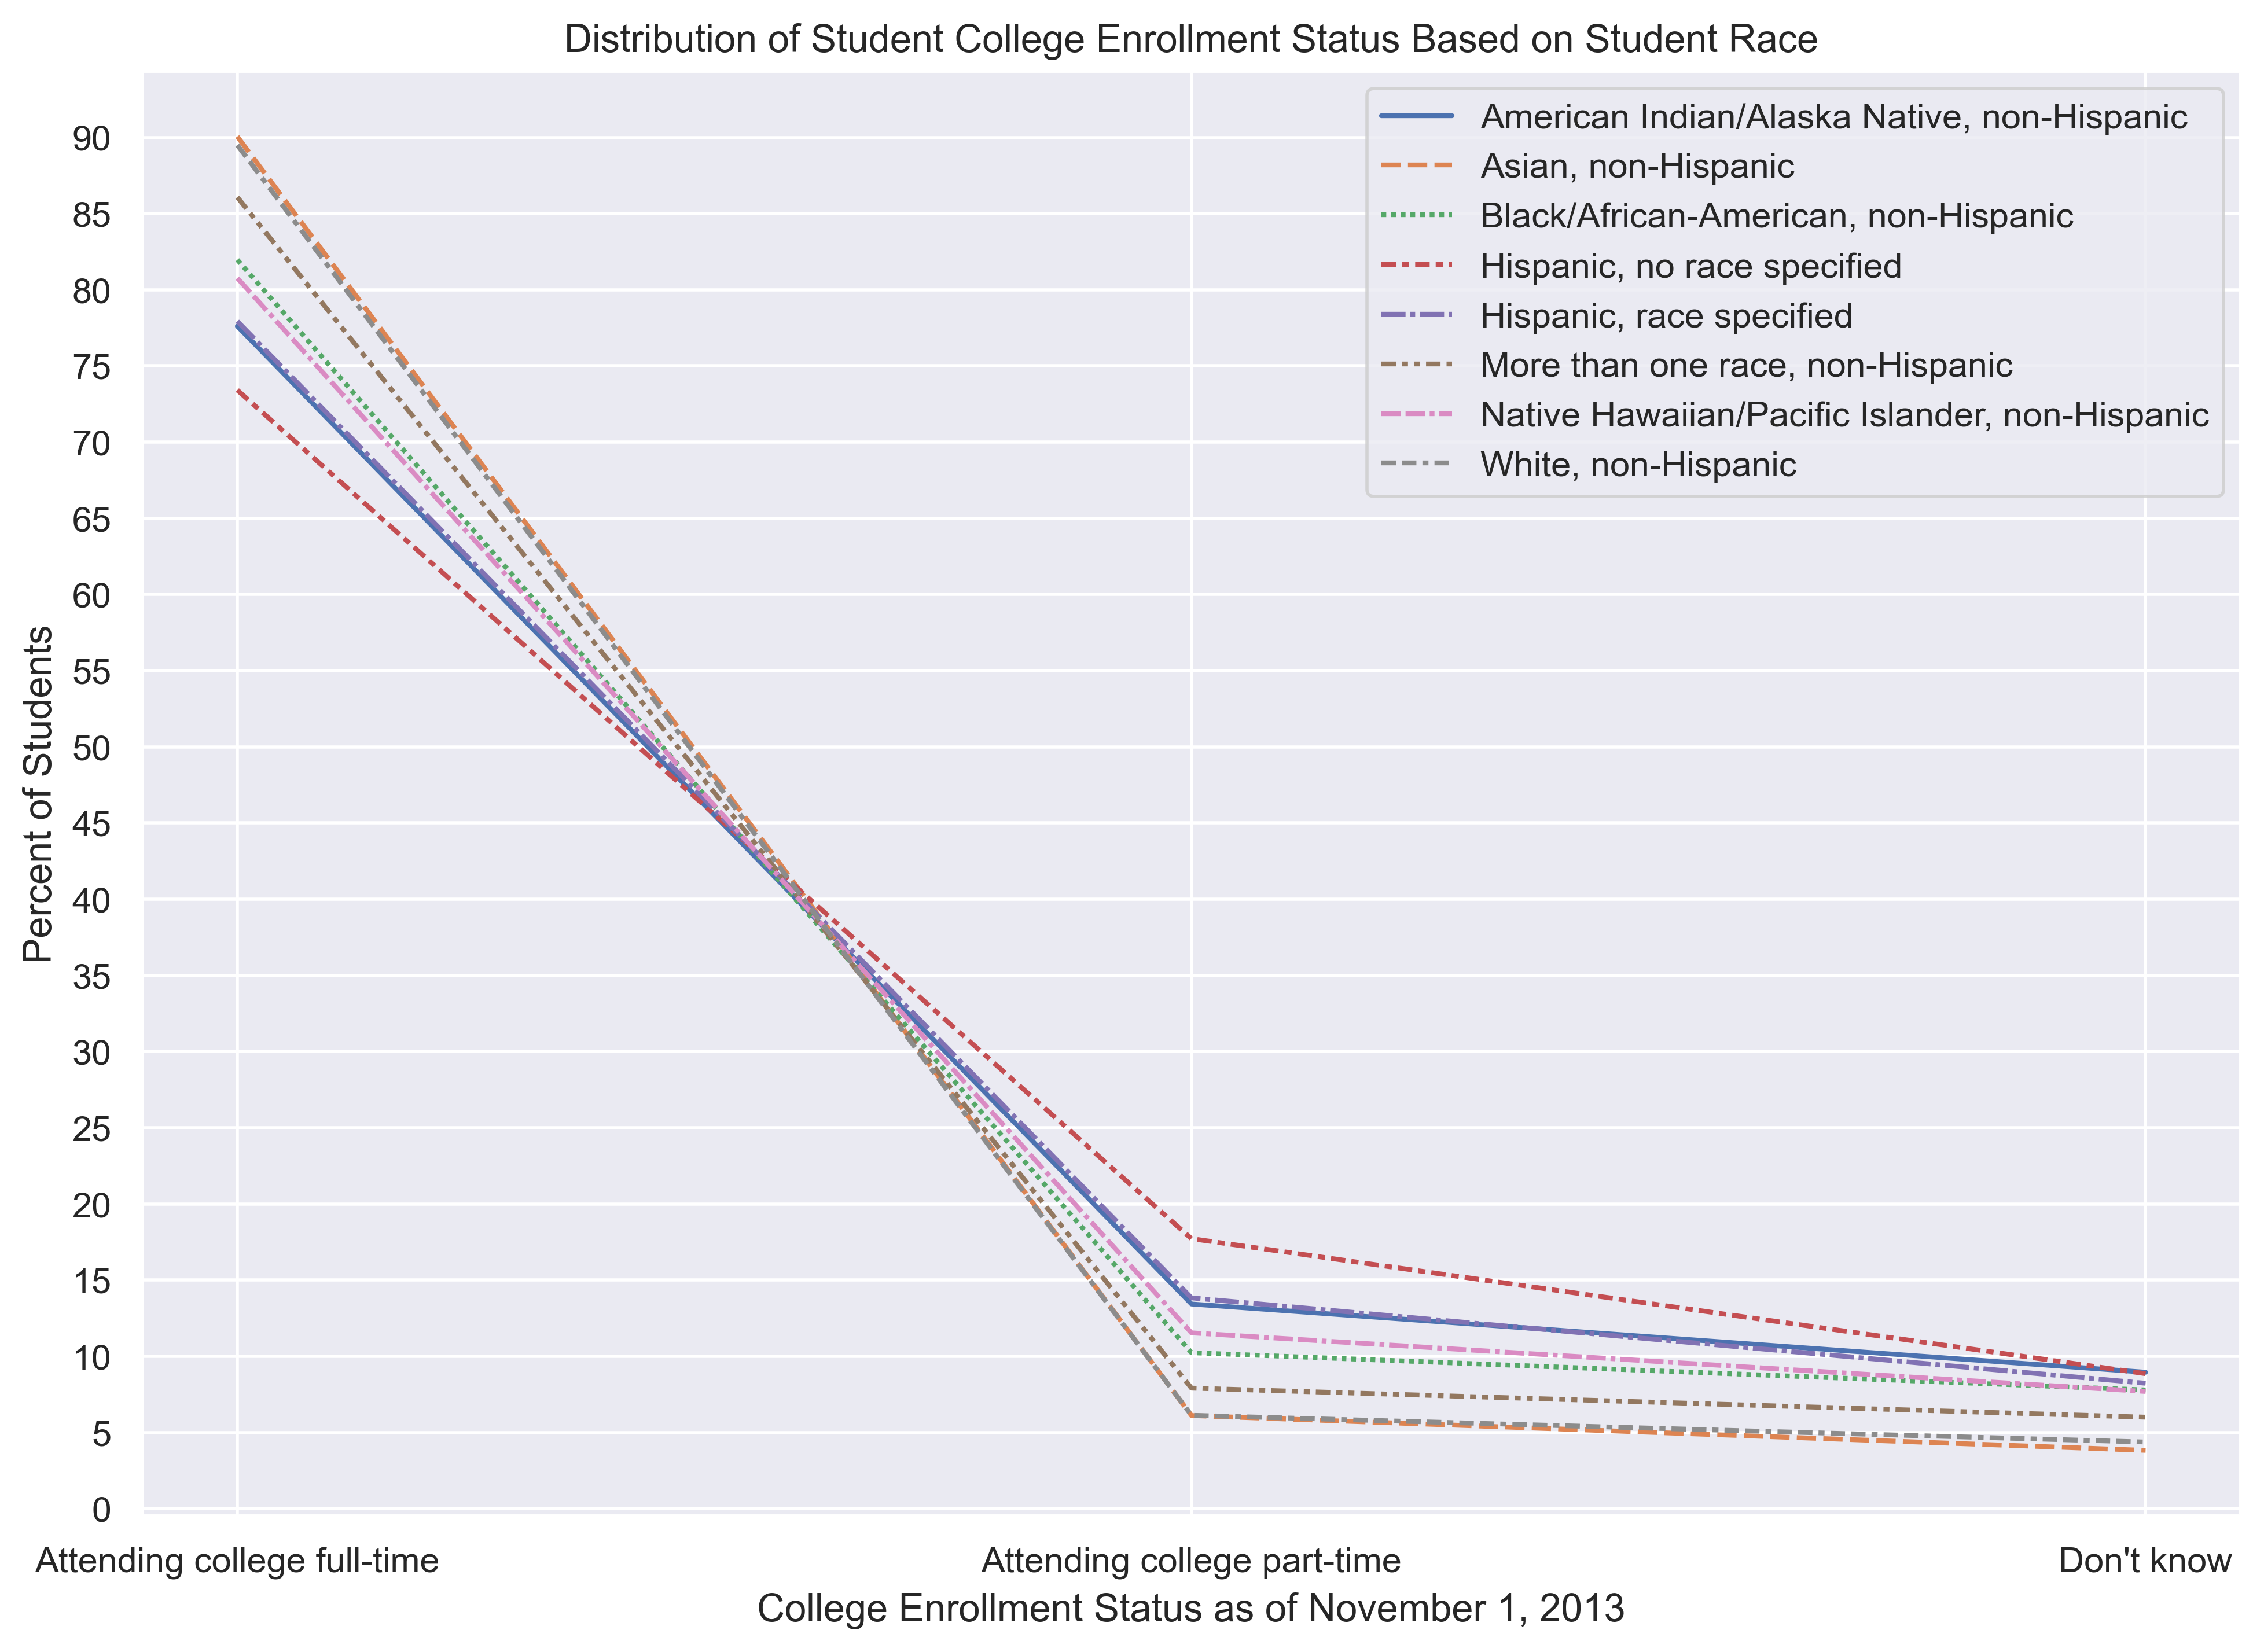 Distribution of Student College Enrollment Status Based on Student Race
American Indian/Alaska Native, non-Hispanic
Asian, non-Hispanic
Black/African-American, non-Hispanic
Hispanic, no race specified
Hispanic, race specified
More than one race, non-Hispanic
Native Hawaiian/Pacific Islander, non-Hispanic
White, non-Hispanic
Percent of Students
90
85
80
75
70
65
60
55
50
45
40
35
30
25
20
15
10
5
0
Attending college full-time
Attending college part-time
Don't know
College Enrollment Status as of November 1, 2013